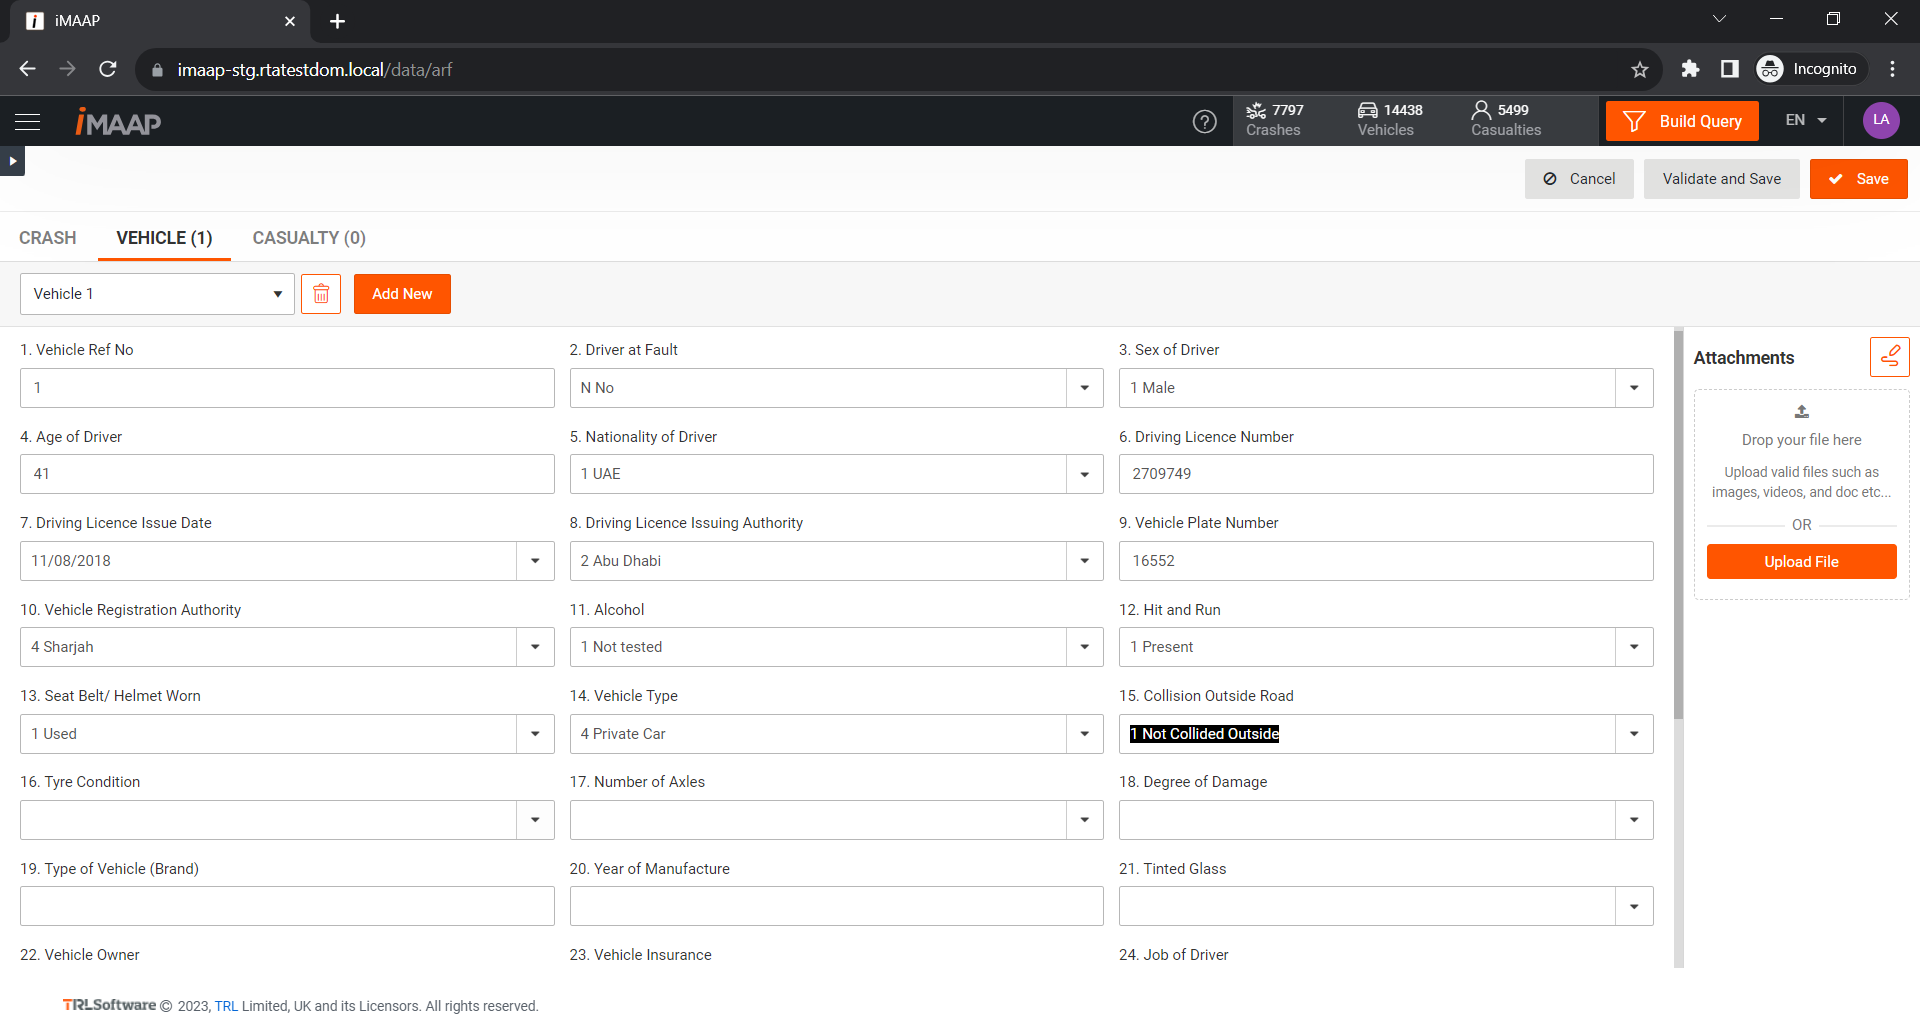 iMAAP
imaap-stg.rtatestdom.local/data/arf
Incognito
iMAAP
7797
Crashes
14438
Vehicles
5499
Casualties
Build Query
EN
LA
Cancel
Validate and Save
Save
CRASH
VEHICLE (1)
CASUALTY (0)
Vehicle 1
Add New
1. Vehicle Ref No
2. Driver at Fault
3. Sex of Driver
1
N No
1 Male
4. Age of Driver
5. Nationality of Driver
6. Driving Licence Number
41
1 UAE
2709749
7. Driving Licence Issue Date
8. Driving Licence Issuing Authority
9. Vehicle Plate Number
11/08/2018
2 Abu Dhabi
16552
10. Vehicle Registration Authority
11. Alcohol
12. Hit and Run
4 Sharjah
1 Not tested
1 Present
13. Seat Belt/ Helmet Worn
14. Vehicle Type
15. Collision Outside Road
1 Used
4 Private Car
1 Not Collided Outside
16. Tyre Condition
17. Number of Axles
18. Degree of Damage
19. Type of Vehicle (Brand)
20. Year of Manufacture
21. Tinted Glass
22. Vehicle Owner
23. Vehicle Insurance
24. Job of Driver
Attachments
Drop your file here
Upload valid files such as
images, videos, and doc etc...
OR
Upload File
TRLSoftware © 2023, TRL Limited, UK and its Licensors. All rights reserved.